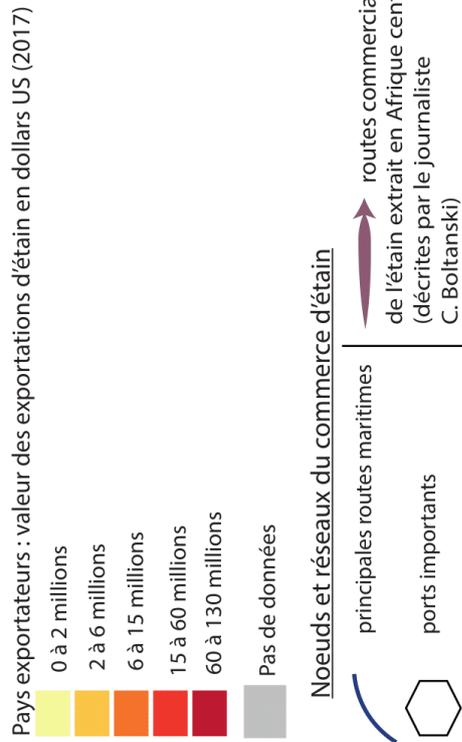 Pays exportateurs : valeur des exportations d'étain en dollars US (2017)
0 à 2 millions
2 à 6 millions
6 à 15 millions
15 à 60 millions
60 à 130 millions
Pas de données
Noeuds et réseaux du commerce d'étain
principales routes maritimes
ports importants
routes
de l'étain extrait en Afrique
(décrites par le journaliste
C. Boltanski)